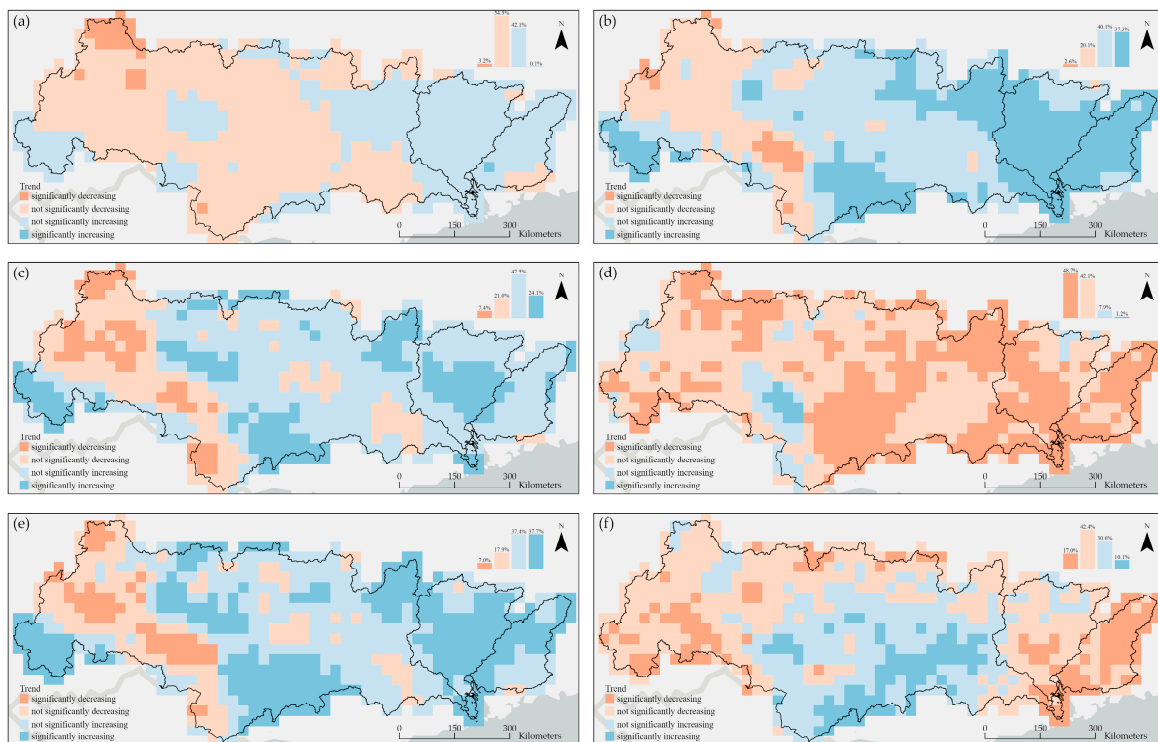 (a)
54.5%
42.1%
3.2%
0.1%
N
Trend
significantly decreasing
not significantly decreasing
not significantly increasing
significantly increasing
0 150 300
Kilometers
(b)
40.1%
37.2%
20.1%
2.6%
N
Trend
significantly decreasing
not significantly decreasing
not significantly increasing
significantly increasing
0 150 300
Kilometers
(c)
47.5%
24.1%
21.0%
7.4%
N
Trend
significantly decreasing
not significantly decreasing
not significantly increasing
significantly increasing
0 150 300
Kilometers
(d)
48.7%
42.1%
7.9%
1.2%
N
Trend
significantly decreasing
not significantly decreasing
not significantly increasing
significantly increasing
0 150 300
Kilometers
(e)
37.4%
37.7%
17.9%
7.0%
N
Trend
significantly decreasing
not significantly decreasing
not significantly increasing
significantly increasing
0 150 300
Kilometers
(f)
42.4%
30.6%
17.0%
10.1%
N
Trend
significantly decreasing
not significantly decreasing
not significantly increasing
significantly increasing
0 150 300
Kilometers